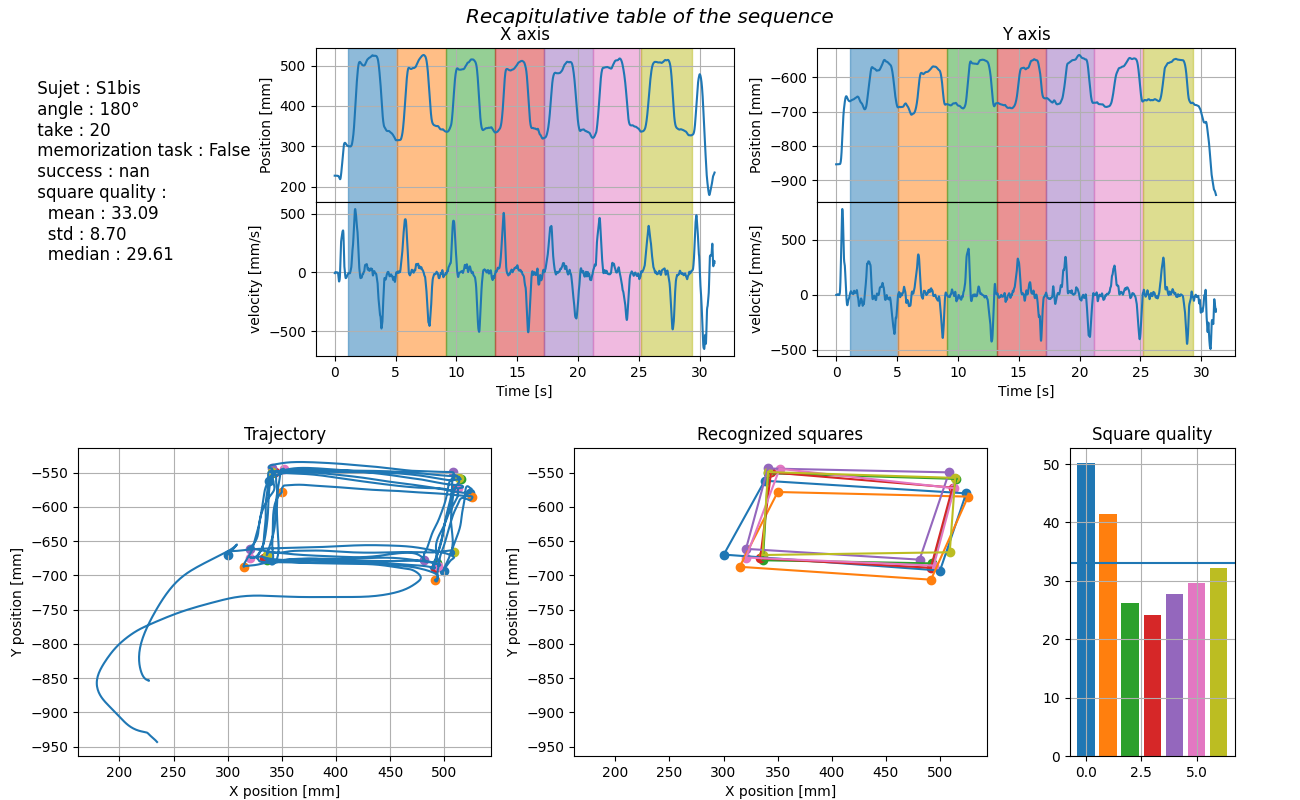 Recapitulative table of the sequence
Sujet : S1bis
angle : 180°
take : 20
memorization task : False
success : nan
square quality :
mean : 33.09
std : 8.70
median : 29.61
X axis
Position [mm]
500
400
300
200
velocity [mm/s]
500
0
−500
0 5 10 15 20 25 30
Time [s]
Y axis
Position [mm]
−600
−700
−800
−900
velocity [mm/s]
500
0
−500
0 5 10 15 20 25 30
Time [s]
Trajectory
Y position [mm]
−550
−600
−650
−700
−750
−800
−850
−900
−950
200 250 300 350 400 450 500
X position [mm]
Recognized squares
Y position [mm]
−550
−600
−650
−700
−750
−800
−850
−900
−950
200 250 300 350 400 450 500
X position [mm]
Square quality
50
40
30
20
10
0
0.0 2.5 5.0